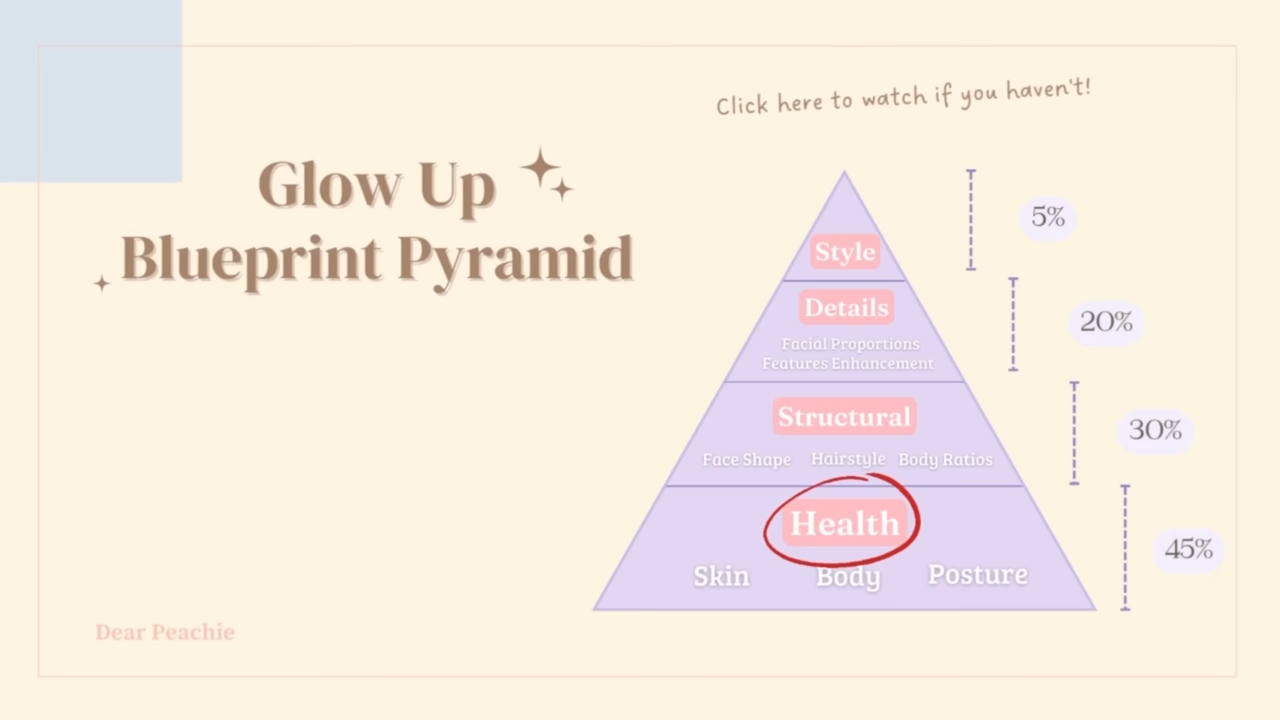 Click here to watch if you haven't!
Glow Up
Blueprint Pyramid
Style
5%
Details
Facial Proportions
Features Enhancement
20%
Structural
Face Shape Hairstyle Body Ratios
30%
Health
Skin Body Posture
45%
Dear Peachie